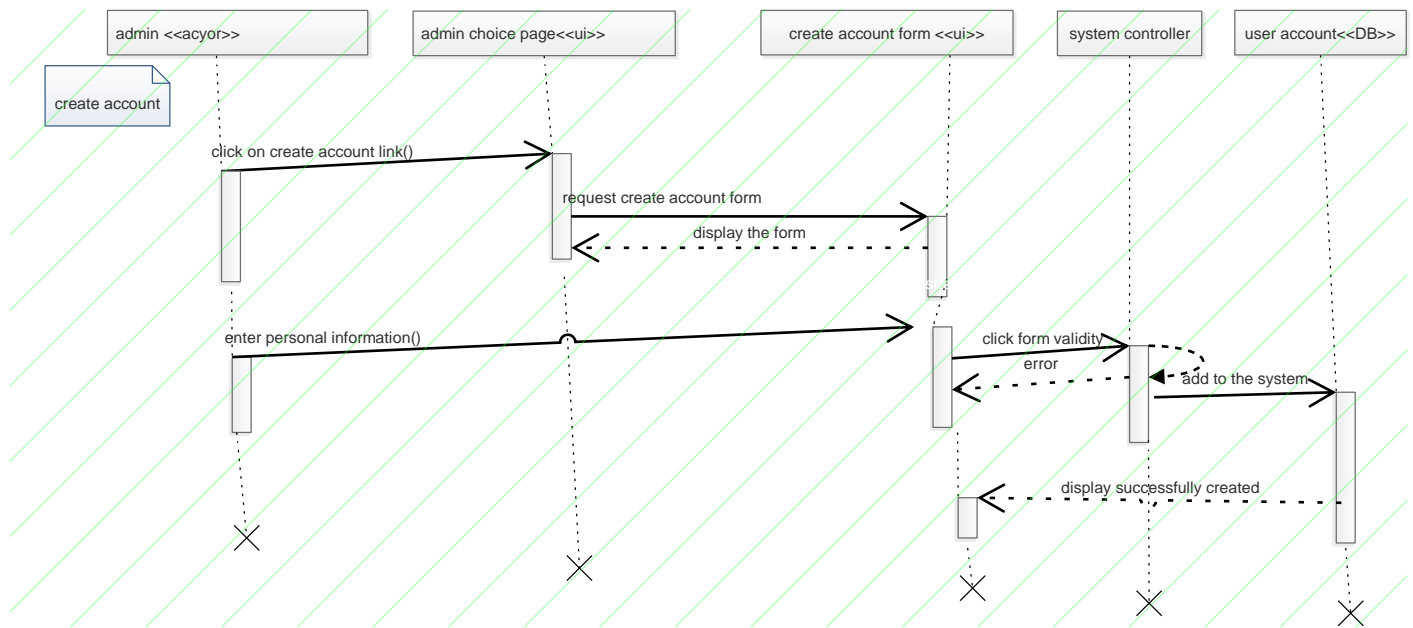 admin <<acyor>>
admin choice page<<ui>>
create account form <<ui>>
system controller
user account<<DB>>
create account
click on create account link()
request create account form
display the form
enter personal information()
click form validity
error
add to the system
display successfully created